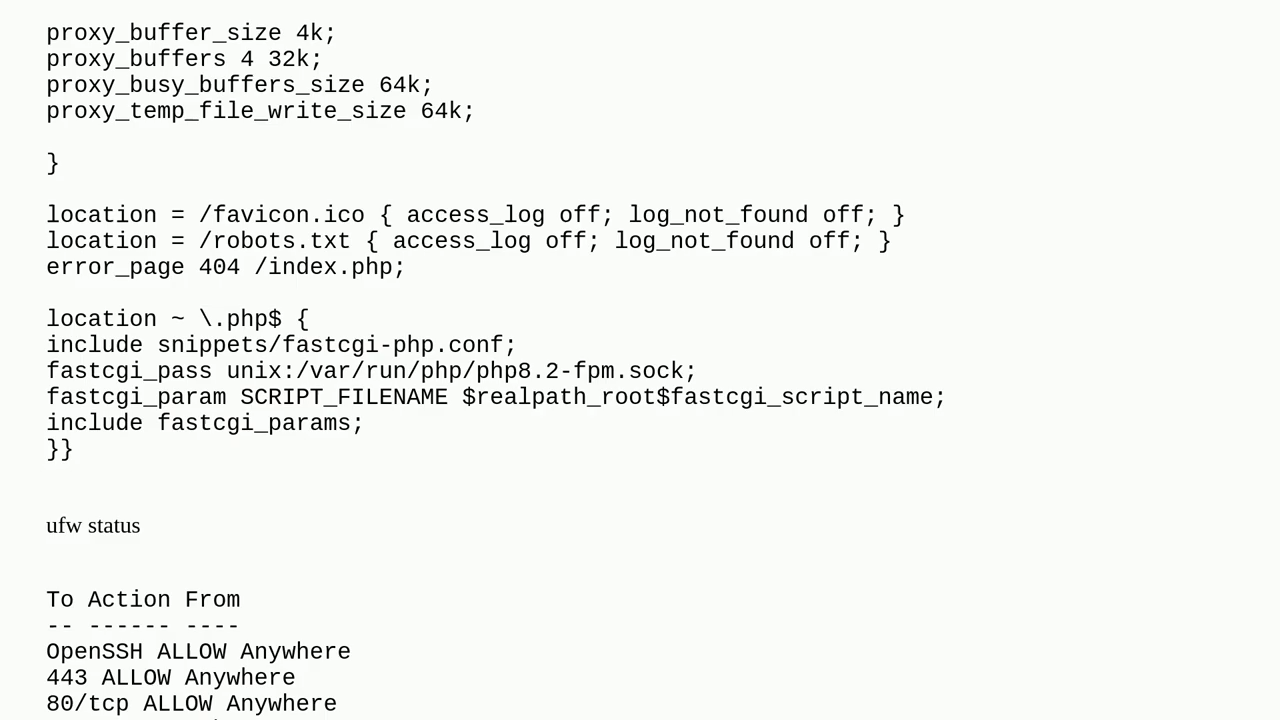 proxy_buffer_size 4k;
proxy_buffers 4 32k;
proxy_busy_buffers_size 64k;
proxy_temp_file_write_size 64k;
}
location = /favicon.ico { access_log off; log_not_found off; }
location = /robots.txt { access_log off; log_not_found off; }
error_page 404 /index.php;
location ~ \.php$ {
include snippets/fastcgi-php.conf;
fastcgi_pass unix:/var/run/php/php8.2-fpm.sock;
fastcgi_param SCRIPT_FILENAME $realpath_root$fastcgi_script_name;
include fastcgi_params;
}}
ufw status
To Action From
-- ------ ----
OpenSSH ALLOW Anywhere
443 ALLOW Anywhere
80/tcp ALLOW Anywhere